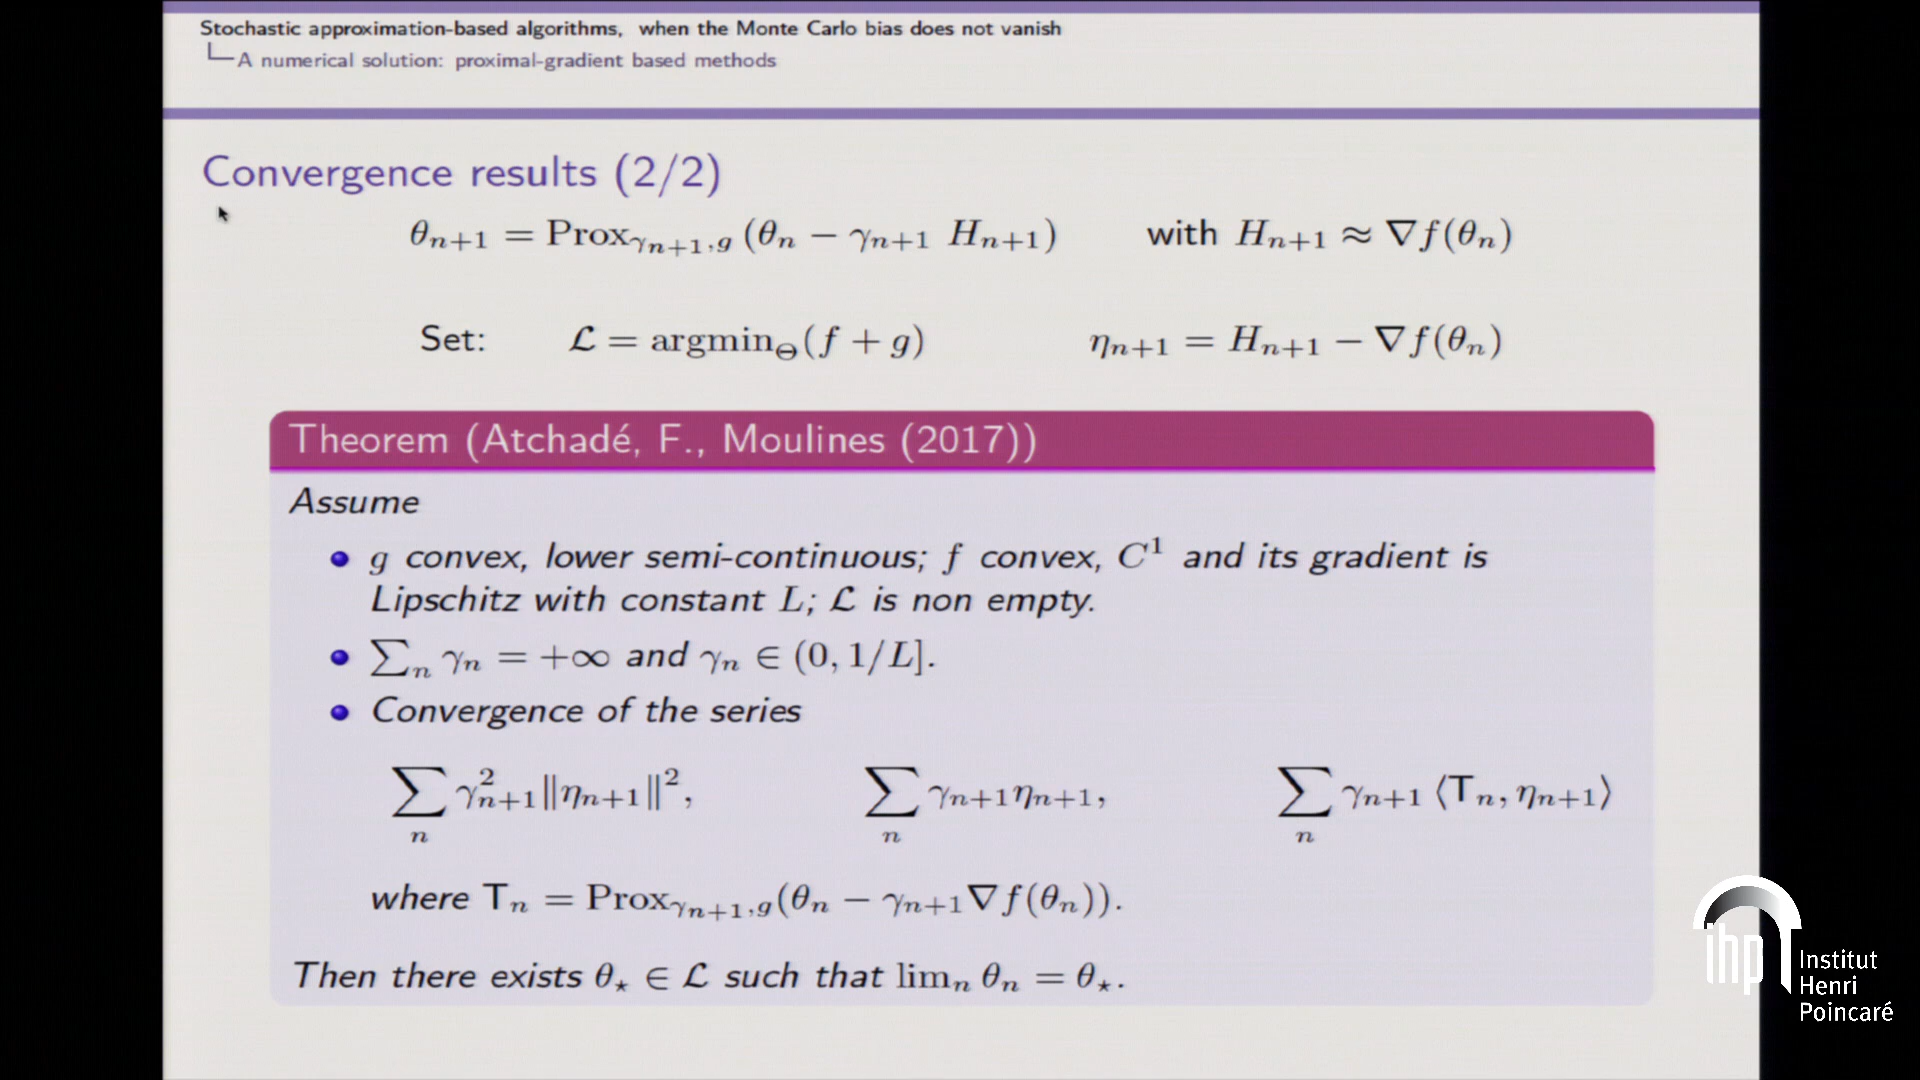 Stochastic approximation-based algorithms, when the Monte Carlo bias does not vanish
A numerical solution: proximal-gradient based methods
Convergence results (2/2)
θ_{n+1} = Prox_{γ_{n+1},g} (θ_n − γ_{n+1} H_{n+1}) with H_{n+1} ≈ ∇f(θ_n)
Set: ℒ = argmin_Θ(f + g) η_{n+1} = H_{n+1} − ∇f(θ_n)
Theorem (Atchadé, F., Moulines (2017))
Assume
g convex, lower semi-continuous; f convex, C^1 and its gradient is
Lipschitz with constant L; ℒ is non empty.
∑_n γ_n = +∞ and γ_n ∈ (0, 1/L].
Convergence of the series
∑_n γ_{n+1}^2 ‖η_{n+1}‖^2, ∑_n γ_{n+1}η_{n+1}, ∑_n γ_{n+1} ⟨T_n, η_{n+1}⟩
where T_n = Prox_{γ_{n+1},g}(θ_n − γ_{n+1}∇f(θ_n)).
Then there exists θ_⋆ ∈ ℒ such that lim_n θ_n = θ_⋆.
ihp
Institut
Henri
Poincaré